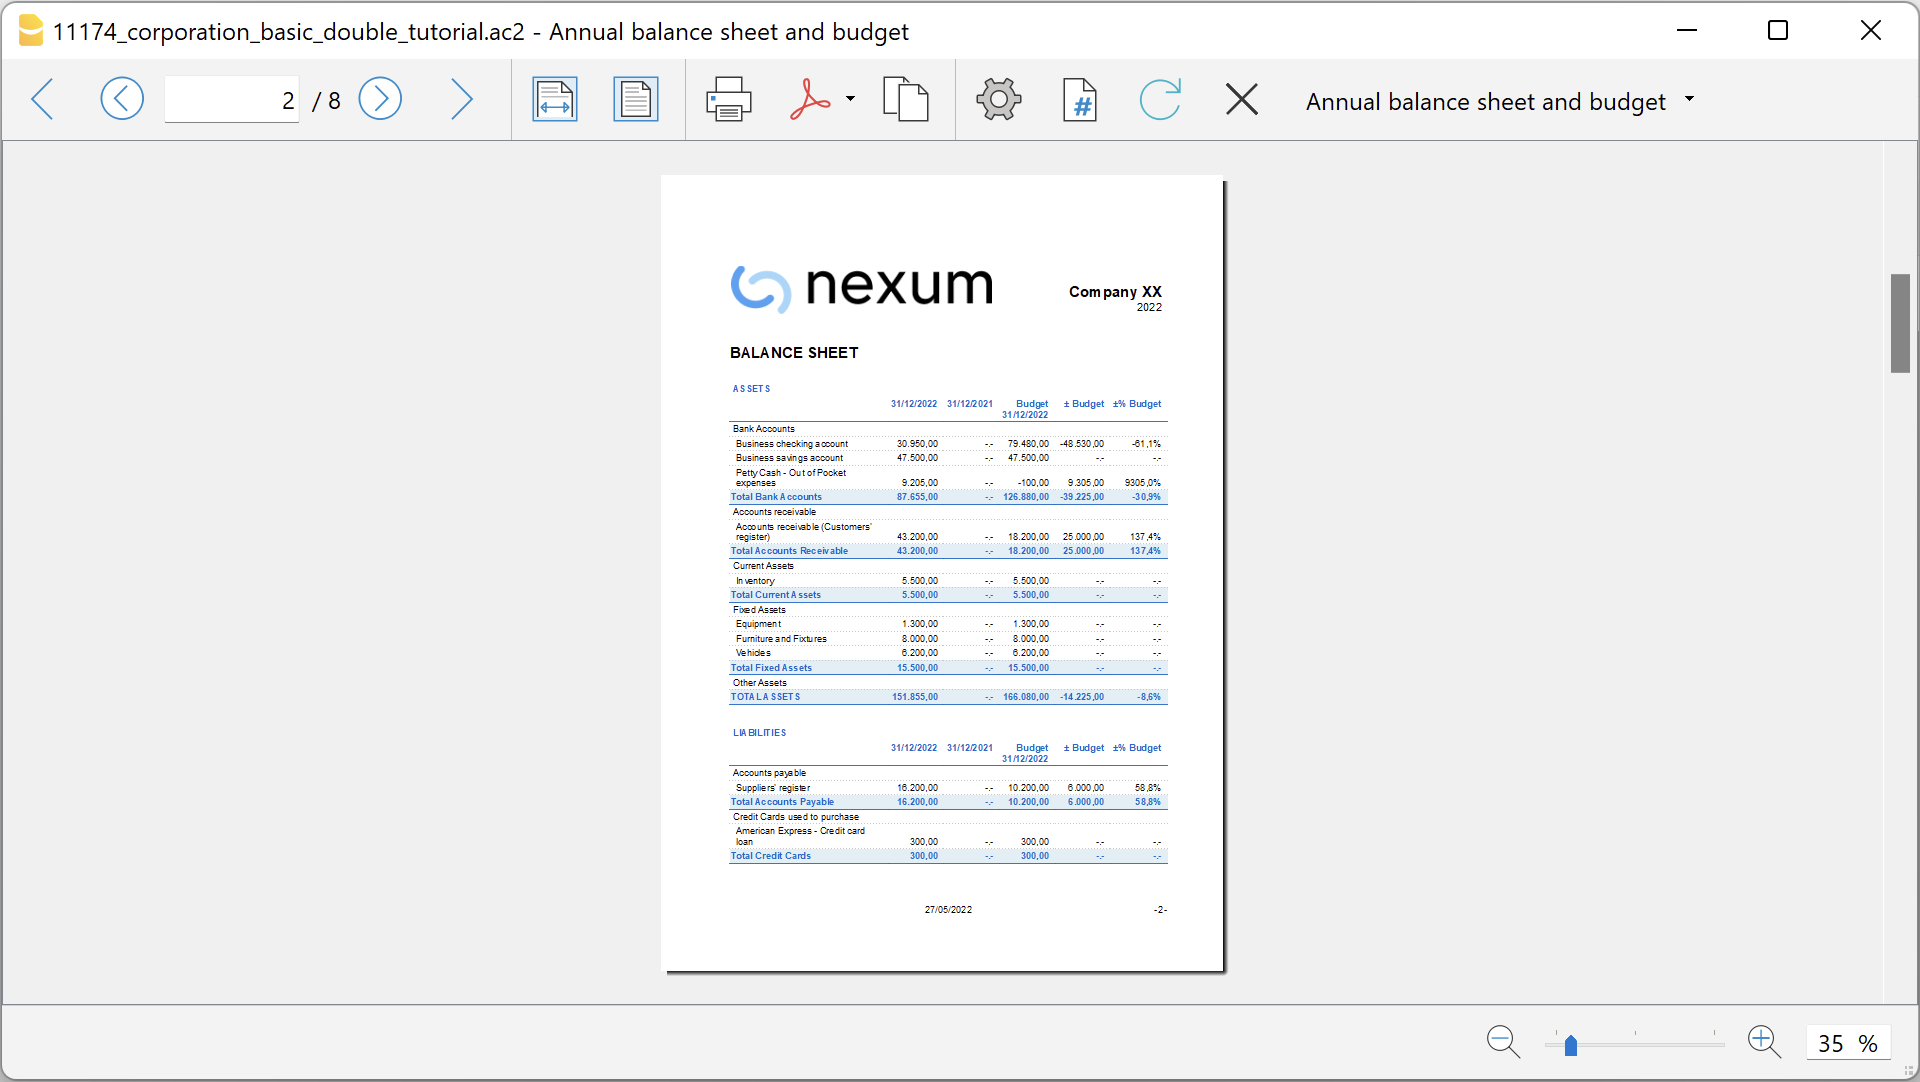 11174_corporation_basic_double_tutorial.ac2 - Annual balance sheet and budget
2 / 8
#
Annual balance sheet and budget
nexum
Company XX
2022
BALANCE SHEET
ASSETS
31/12/2022 31/12/2021 Budget 31/12/2022 ± Budget ±% Budget
Bank Accounts
Business checking account 30.950,00 -.- 79.480,00 -48.530,00 -61,1%
Business savings account 47.500,00 -.- 47.500,00 -.- -.-
Petty Cash - Out of Pocket
expenses 9.205,00 -.- -100,00 9.305,00 9305,0%
Total Bank Accounts 87.655,00 -.- 126.880,00 -39.225,00 -30,9%
Accounts receivable
Accounts receivable (Customers'
register) 43.200,00 -.- 18.200,00 25.000,00 137,4%
Total Accounts Receivable 43.200,00 -.- 18.200,00 25.000,00 137,4%
Current Assets
Inventory 5.500,00 -.- 5.500,00 -.- -.-
Total Current Assets 5.500,00 -.- 5.500,00 -.- -.-
Fixed Assets
Equipment 1.300,00 -.- 1.300,00 -.- -.-
Furniture and Fixtures 8.000,00 -.- 8.000,00 -.- -.-
Vehicles 6.200,00 -.- 6.200,00 -.- -.-
Total Fixed Assets 15.500,00 -.- 15.500,00 -.- -.-
Other Assets
TOTAL ASSETS 151.855,00 -.- 166.080,00 -14.225,00 -8,6%
LIABILITIES
31/12/2022 31/12/2021 Budget 31/12/2022 ± Budget ±% Budget
Accounts payable
Suppliers' register 16.200,00 -.- 10.200,00 6.000,00 58,8%
Total Accounts Payable 16.200,00 -.- 10.200,00 6.000,00 58,8%
Credit Cards used to purchase
American Express - Credit card
loan 300,00 -.- 300,00 -.- -.-
Total Credit Cards 300,00 -.- 300,00 -.- -.-
27/05/2022 -2-
35 %